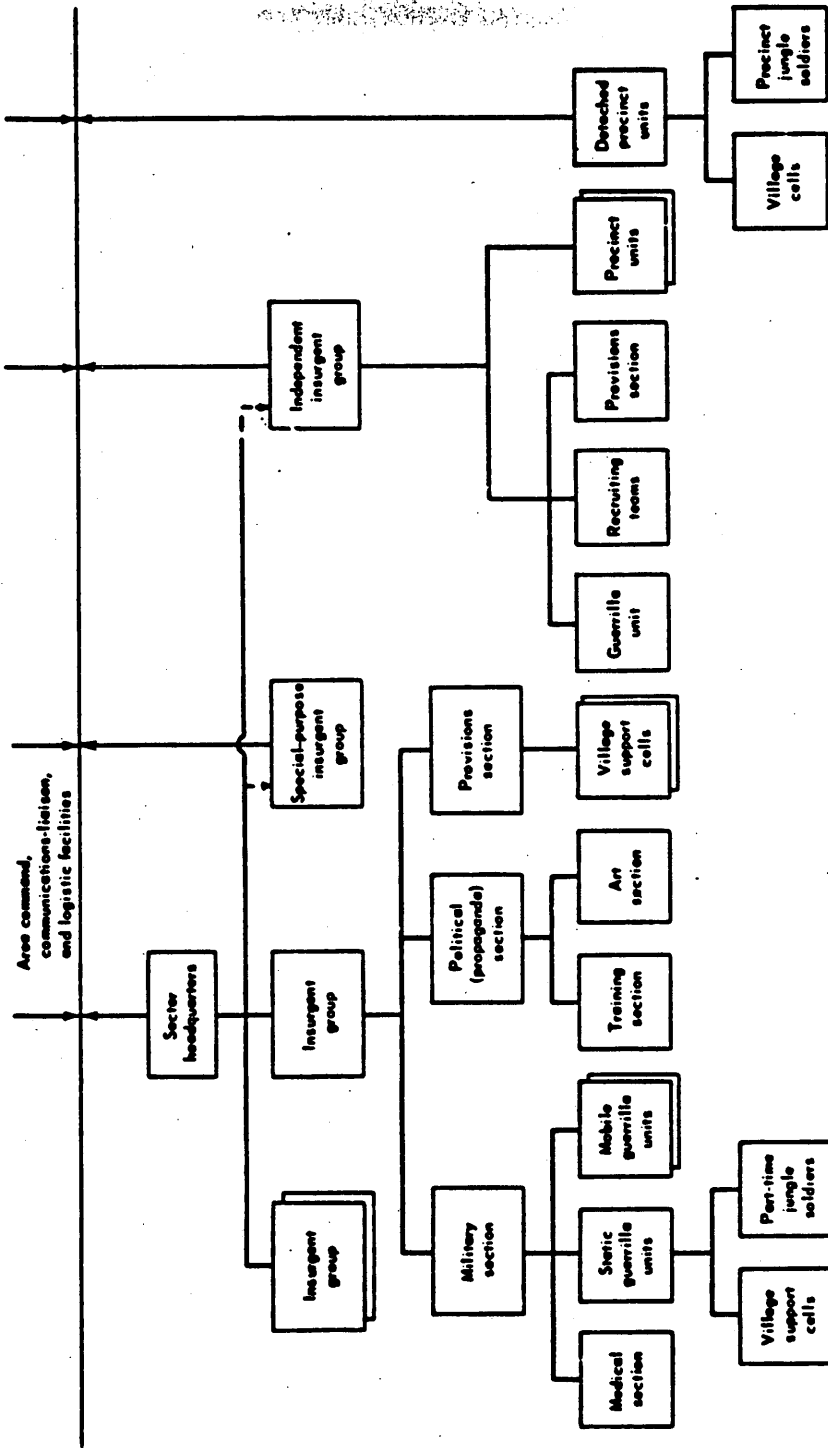 Area command,
communications-liaison,
and logistic facilities
Sector
headquarters
Insurgent
group
Insurgent
group
Special-purpose
insurgent
group
Independent
insurgent
group
Military
section
Political
(propaganda)
section
Provisions
section
Medical
section
Static
guerrilla
units
Mobile
guerrilla
units
Training
section
Art
section
Village
support
cells
Guerrilla
unit
Recruiting
teams
Provisions
section
Precinct
units
Detached
precinct
units
Village
support
cells
Part-time
jungle
soldiers
Village
cells
Precinct
jungle
soldiers